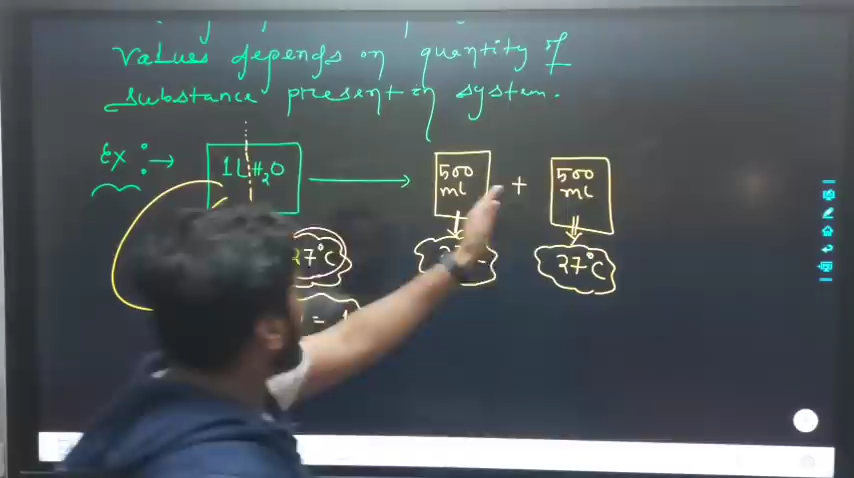 values depends on quantity of
substance present in system.
Ex :→ 1L H₂O → 500 ml + 500 ml
27°C 27°C